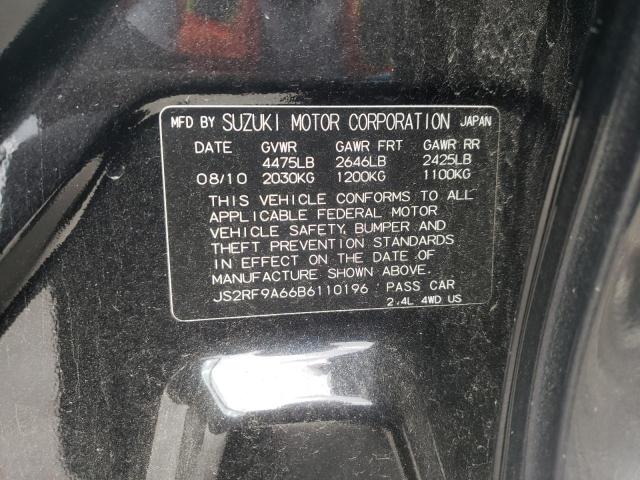 MFD BY SUZUKI MOTOR CORPORATION JAPAN
DATE GVWR GAWR FRT GAWR RR
4475LB 2646LB 2425LB
08/10 2030KG 1200KG 1100KG
THIS VEHICLE CONFORMS TO ALL
APPLICABLE FEDERAL MOTOR
VEHICLE SAFETY, BUMPER AND
THEFT PREVENTION STANDARDS
IN EFFECT ON THE DATE OF
MANUFACTURE SHOWN ABOVE.
JS2RF9A66B6110196 PASS CAR
2.4L 4WD US